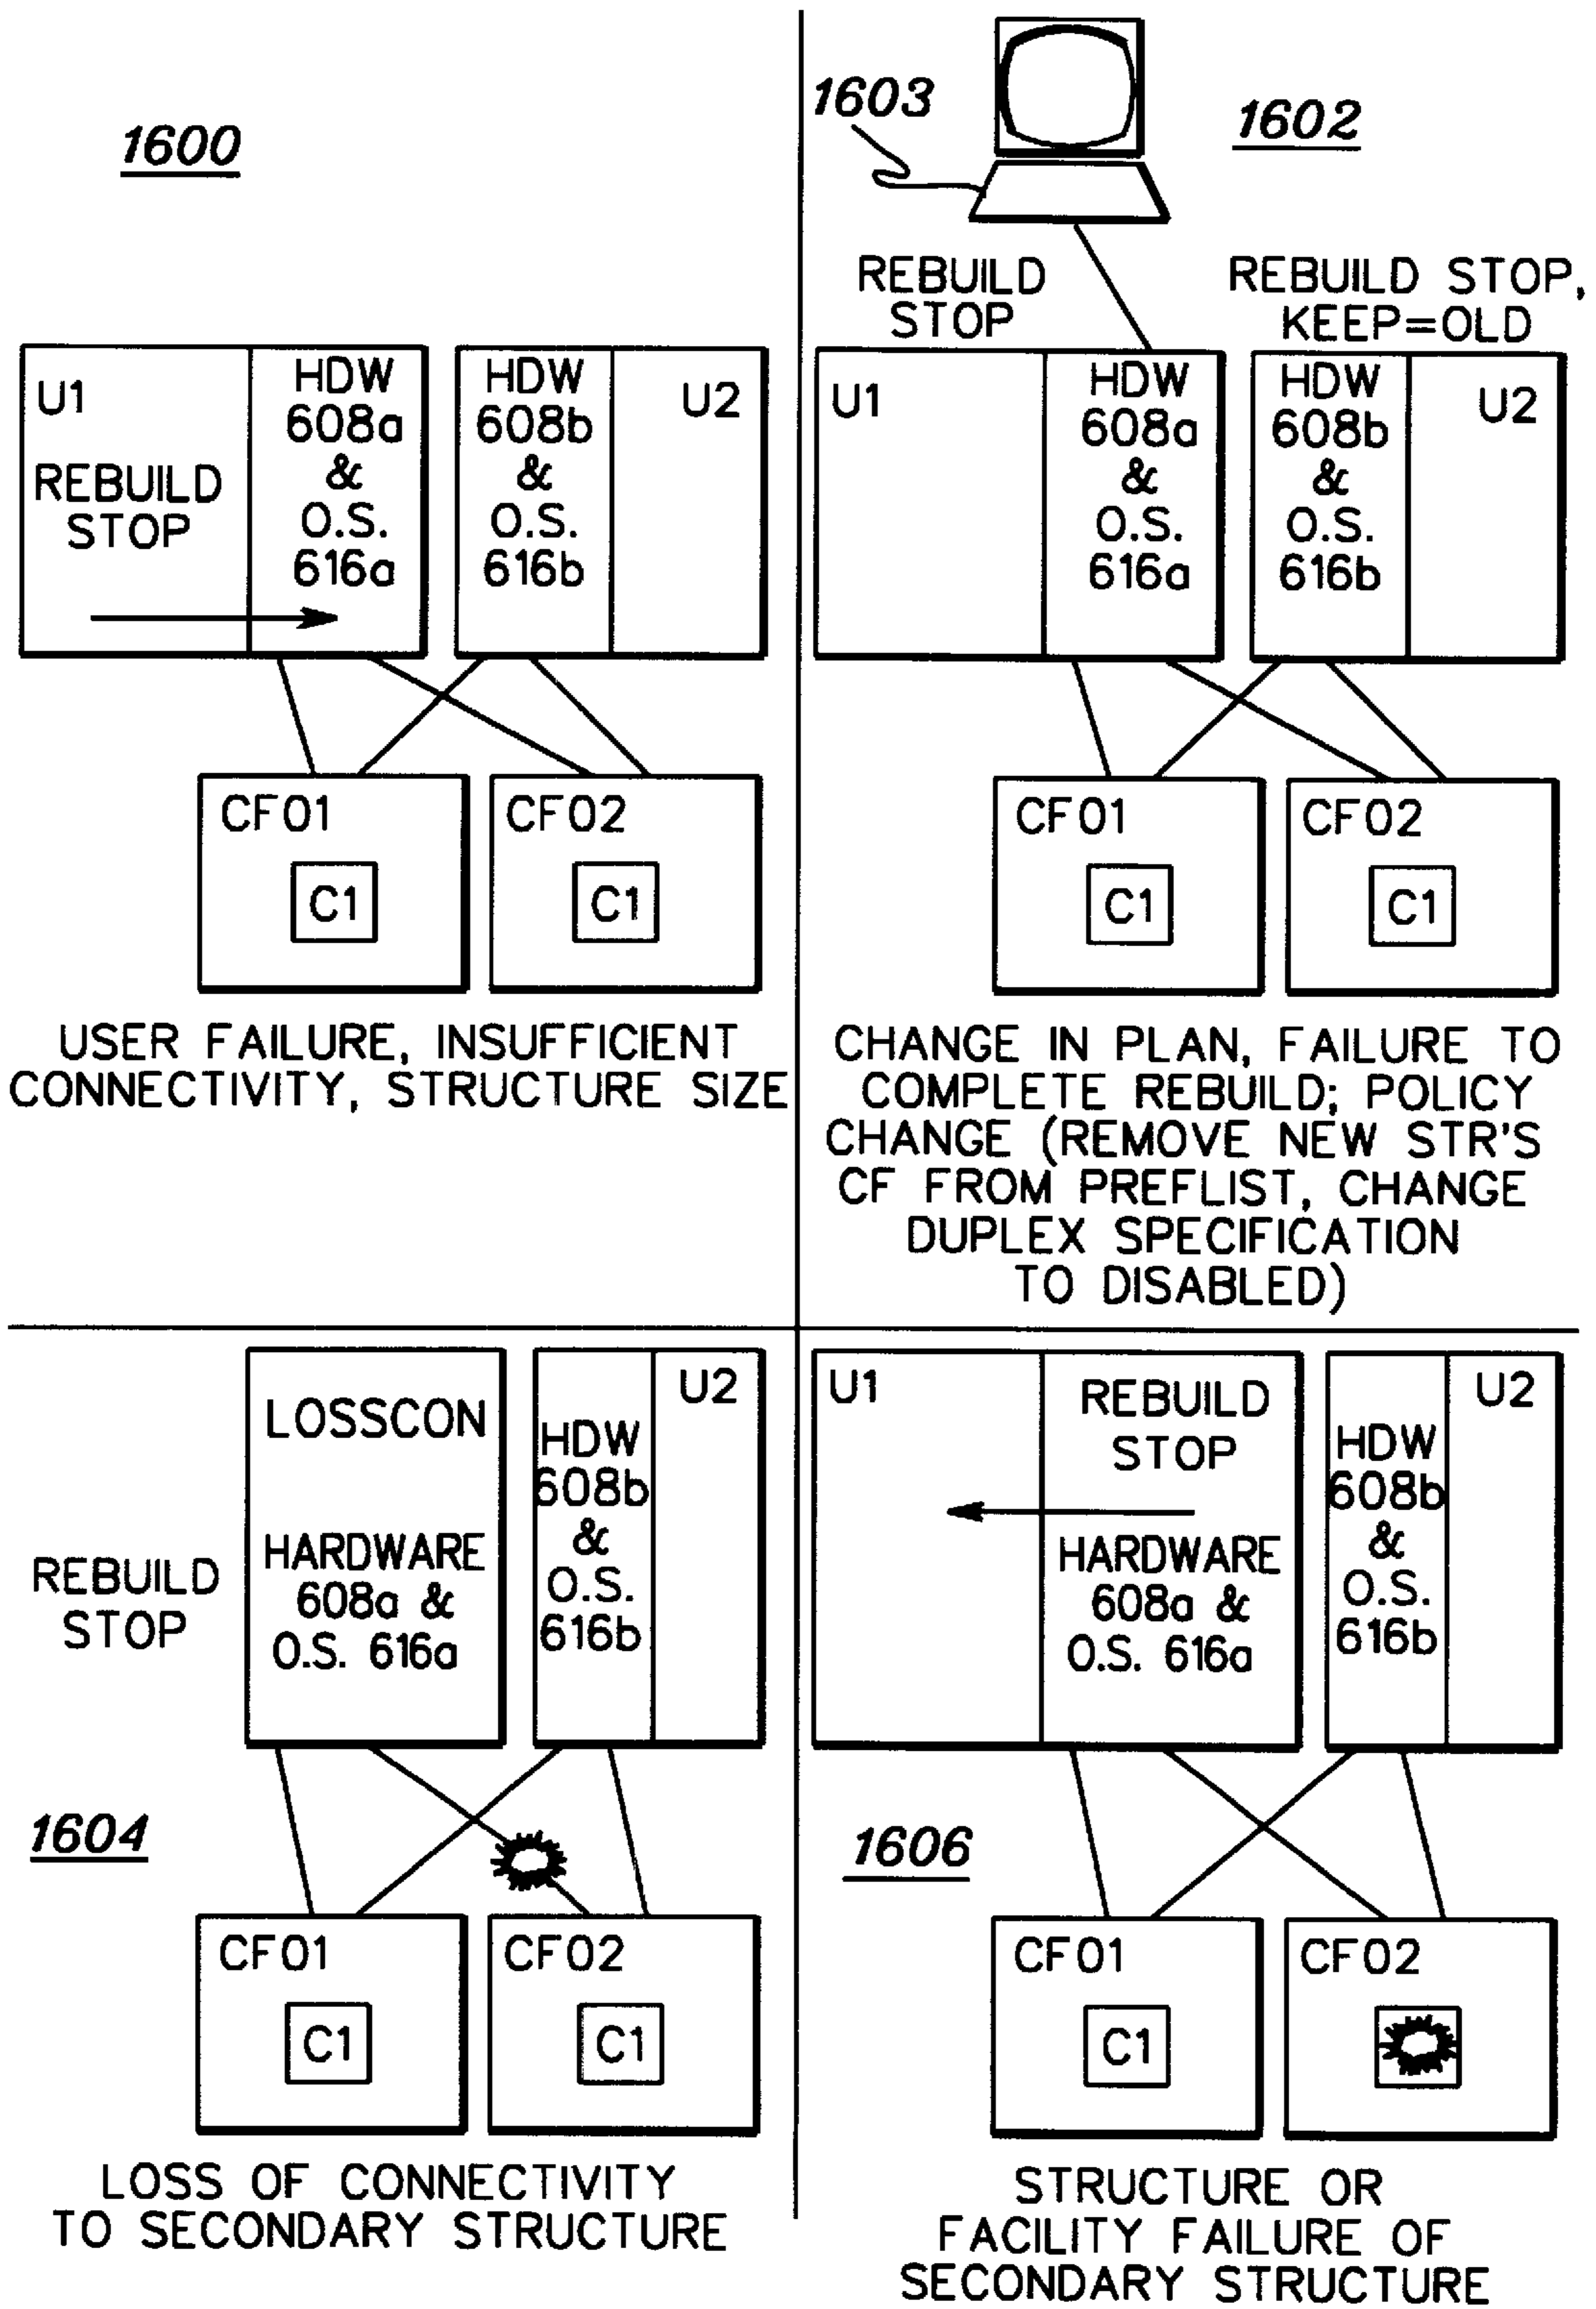 1600
U1
REBUILD
STOP
HDW
608a
&
O.S.
616a
HDW
608b
&
O.S.
616b
U2
CF01
C1
CF02
C1
USER FAILURE, INSUFFICIENT
CONNECTIVITY, STRUCTURE SIZE
1603
1602
REBUILD
STOP
REBUILD STOP,
KEEP=OLD
U1
HDW
608a
&
O.S.
616a
HDW
608b
&
O.S.
616b
U2
CF01
C1
CF02
C1
CHANGE IN PLAN, FAILURE TO
COMPLETE REBUILD; POLICY
CHANGE (REMOVE NEW STR'S
CF FROM PREFLIST, CHANGE
DUPLEX SPECIFICATION
TO DISABLED)
REBUILD
STOP
LOSSCON
HARDWARE
608a &
O.S. 616a
HDW
608b
&
O.S.
616b
U2
1604
CF01
C1
CF02
C1
LOSS OF CONNECTIVITY
TO SECONDARY STRUCTURE
U1
REBUILD
STOP
HARDWARE
608a &
O.S. 616a
HDW
608b
&
O.S.
616b
U2
1606
CF01
C1
CF02
STRUCTURE OR
FACILITY FAILURE OF
SECONDARY STRUCTURE